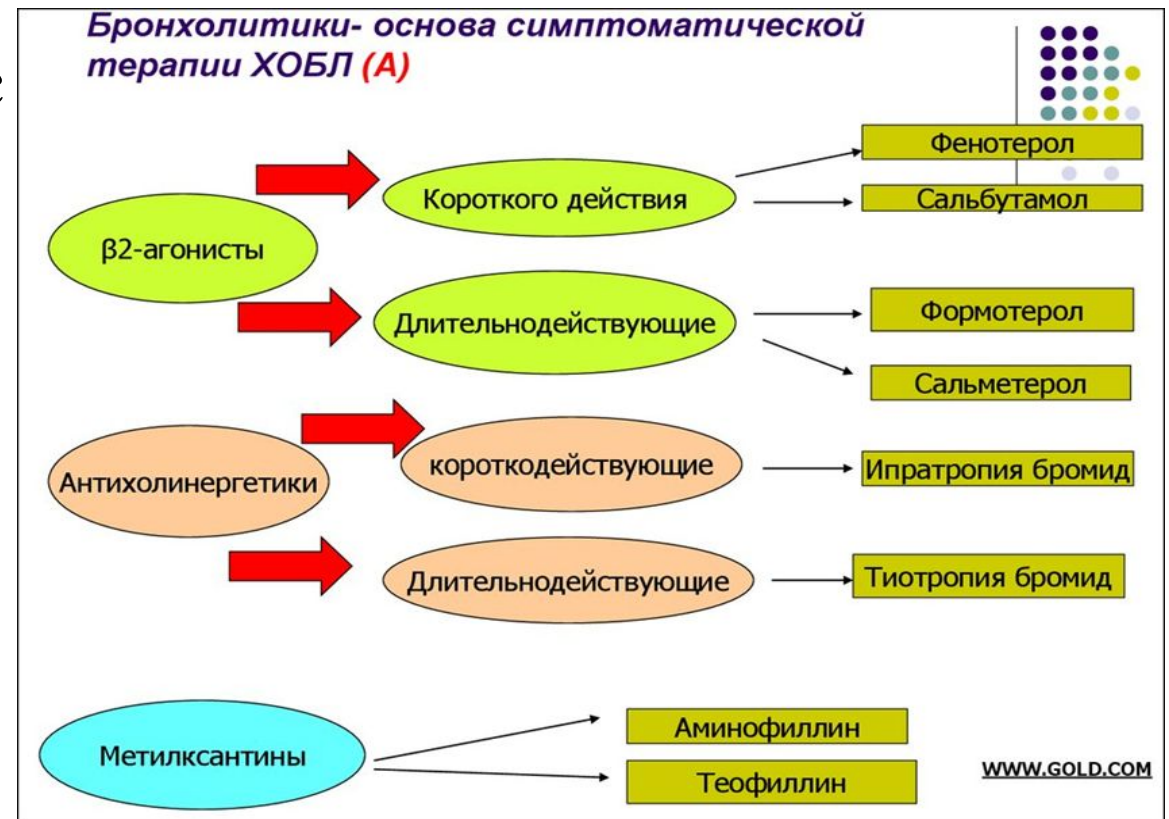 Бронхолитики- основа симптоматической
терапии ХОБЛ (А)
Фенотерол
Короткого действия
Сальбутамол
β2-агонисты
Формотерол
Длительнодействующие
Сальметерол
короткодействующие
Ипратропия бромид
Антихолинергетики
Длительнодействующие
Тиотропия бромид
Аминофиллин
Метилксантины
Теофиллин
WWW.GOLD.COM